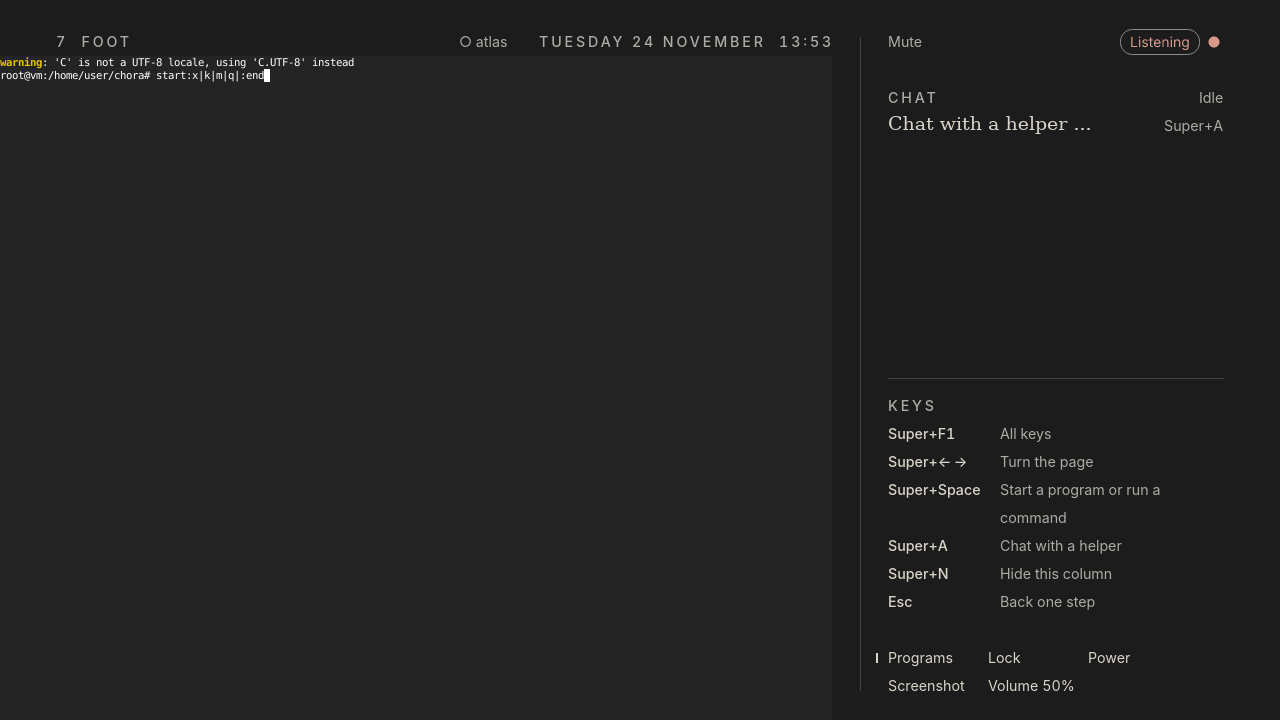 7 FOOT
atlas
TUESDAY 24 NOVEMBER 13:53
warning: 'C' is not a UTF-8 locale, using 'C.UTF-8' instead
root@vm:/home/user/chora# start:x|k|m|q|:end
Mute
Listening
CHAT
Idle
Chat with a helper ...
Super+A
KEYS
Super+F1 All keys
Super+← → Turn the page
Super+Space Start a program or run a
command
Super+A Chat with a helper
Super+N Hide this column
Esc Back one step
Programs Lock Power
Screenshot Volume 50%